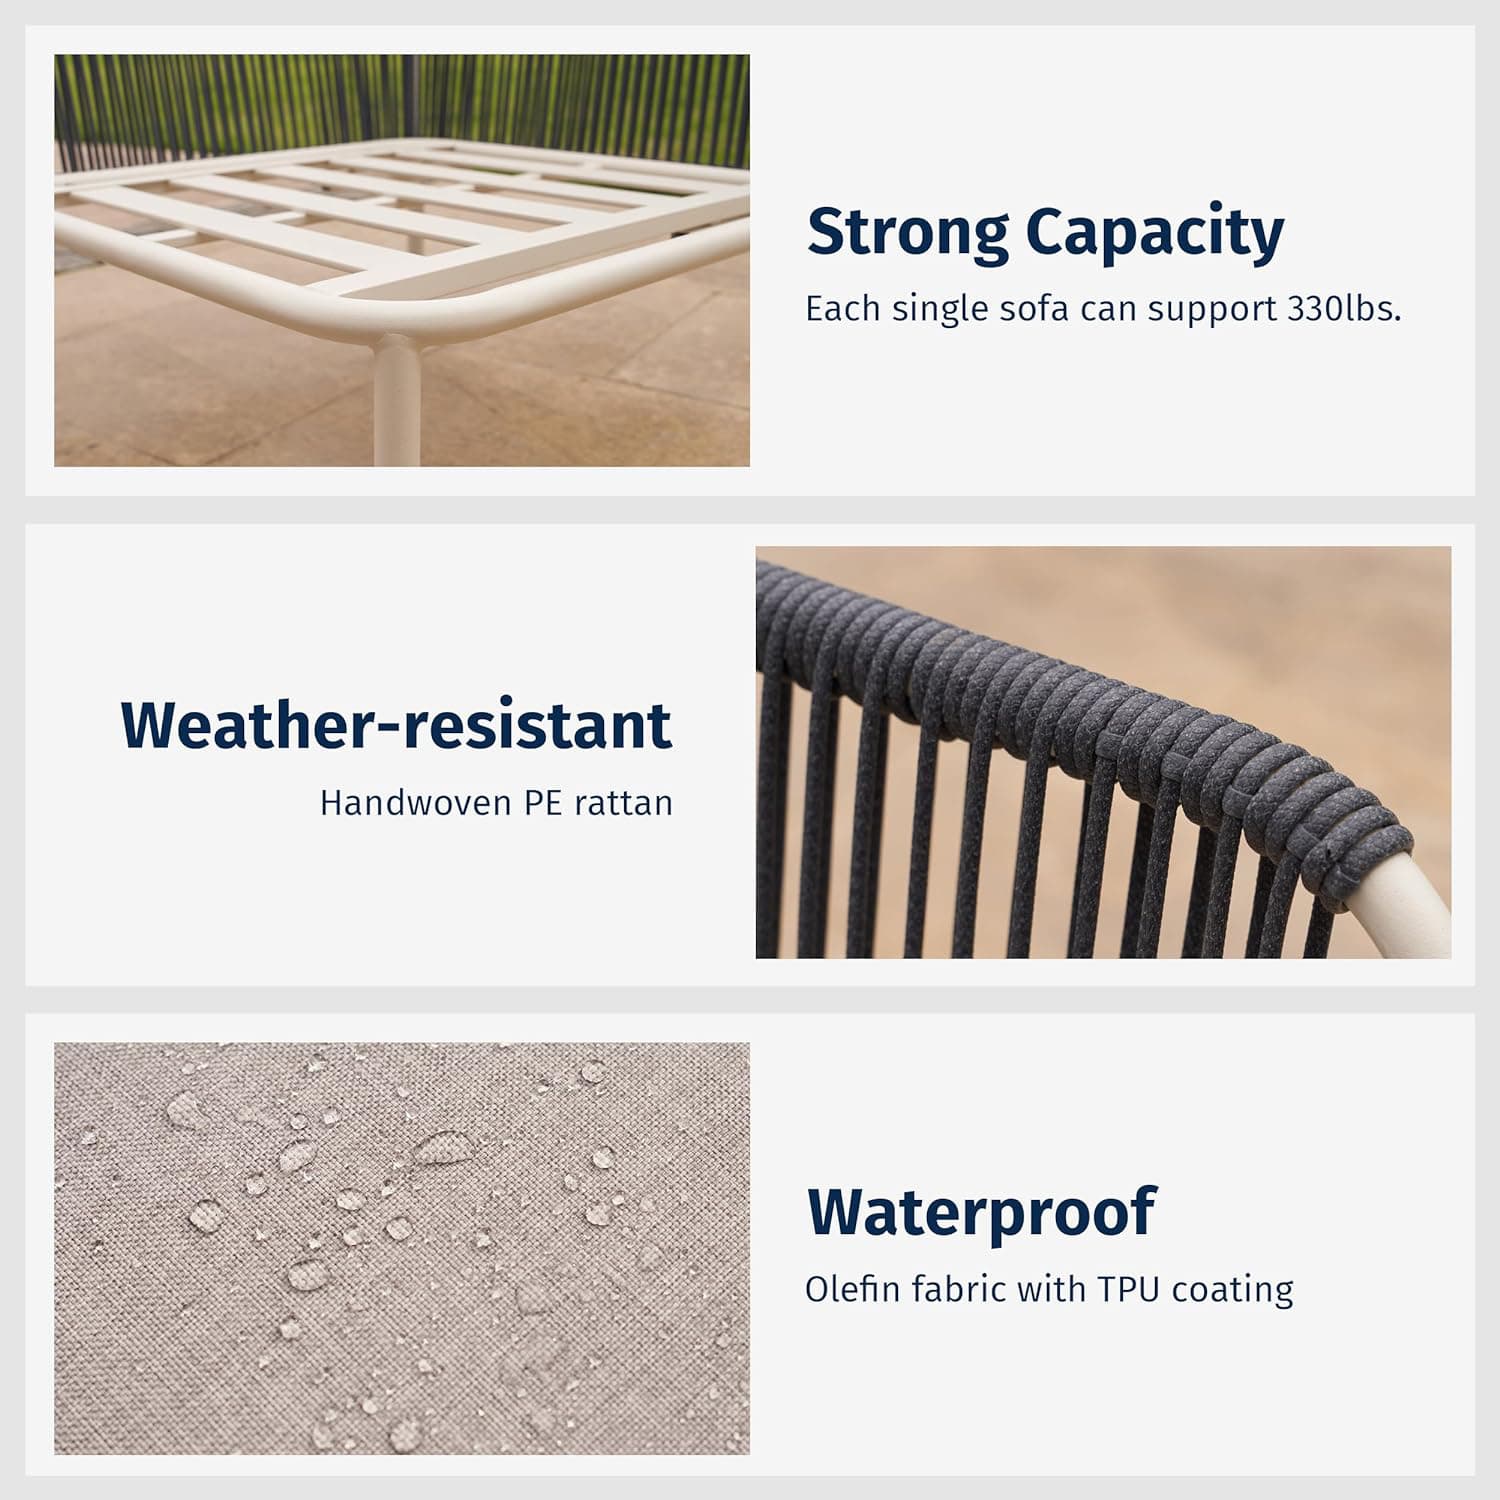 Strong Capacity
Each single sofa can support 330lbs.
Weather-resistant
Handwoven PE rattan
Waterproof
Olefin fabric with TPU coating